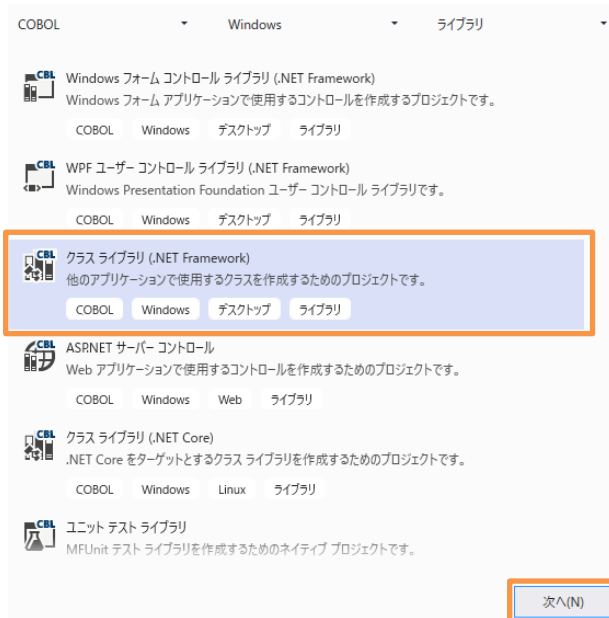 COBOL Windows ライブラリ
CBL Windows フォーム コントロール ライブラリ (.NET Framework)
Windows フォーム アプリケーションで使用するコントロールを作成するプロジェクトです。
COBOL Windows デスクトップ ライブラリ
CBL WPF ユーザー コントロール ライブラリ (.NET Framework)
Windows Presentation Foundation ユーザー コントロール ライブラリです。
COBOL Windows デスクトップ ライブラリ
CBL クラス ライブラリ (.NET Framework)
他のアプリケーションで使用するクラスを作成するためのプロジェクトです。
COBOL Windows デスクトップ ライブラリ
CBL ASP.NET サーバー コントロール
Web アプリケーションで使用するコントロールを作成するためのプロジェクトです。
COBOL Windows Web ライブラリ
CBL クラス ライブラリ (.NET Core)
.NET Core をターゲットとするクラス ライブラリを作成するためのプロジェクトです。
COBOL Windows Linux ライブラリ
CBL ユニット テスト ライブラリ
MFUnit テスト ライブラリを作成するためのネイティブ プロジェクトです。
次へ(N)